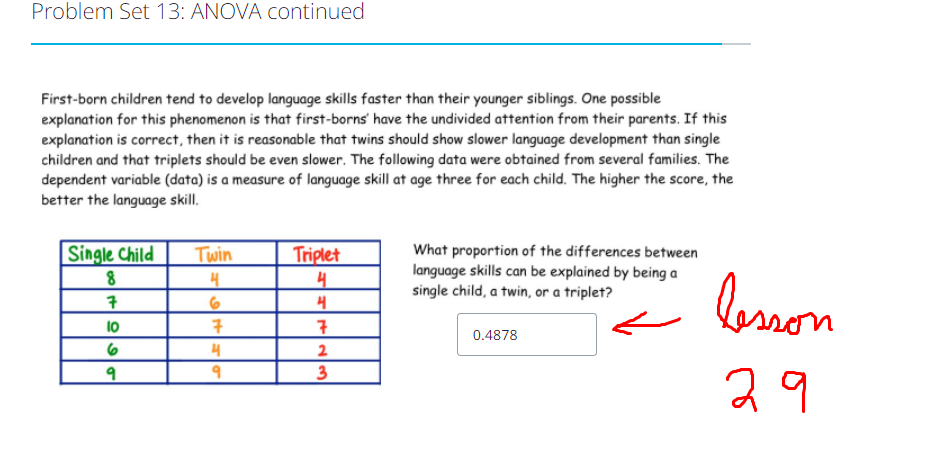 Problem Set 13: ANOVA continued
First-born children tend to develop language skills faster than their younger siblings. One possible
explanation for this phenomenon is that first-borns' have the undivided attention from their parents. If this
explanation is correct, then it is reasonable that twins should show slower language development than single
children and that triplets should be even slower. The following data were obtained from several families. The
dependent variable (data) is a measure of language skill at age three for each child. The higher the score, the
better the language skill.
Single Child Twin Triplet
8 4 4
7 6 4
10 7 7
6 4 2
9 9 3
What proportion of the differences between
language skills can be explained by being a
single child, a twin, or a triplet?
0.4878
lesson
29